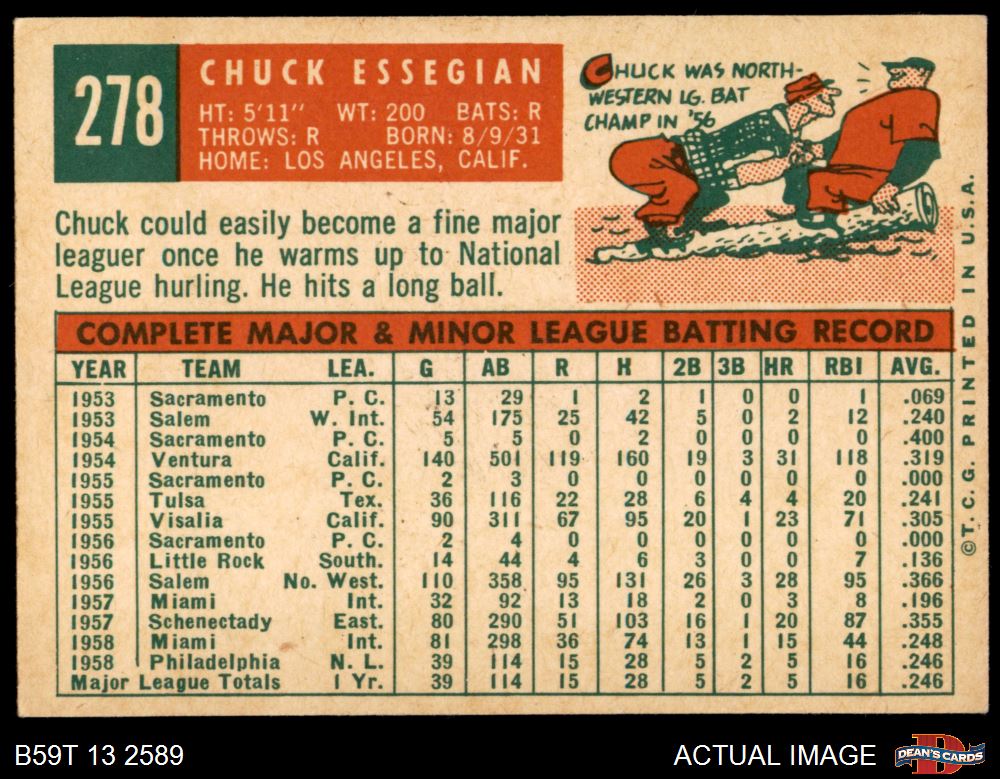 278
CHUCK ESSEGIAN
HT: 5'11" WT: 200 BATS: R
THROWS: R BORN: 8/9/31
HOME: LOS ANGELES, CALIF.
CHUCK WAS NORTH-
WESTERN LG. BAT
CHAMP IN '56
Chuck could easily become a fine major
leaguer once he warms up to National
League hurling. He hits a long ball.
COMPLETE MAJOR & MINOR LEAGUE BATTING RECORD
YEAR TEAM LEA. G AB R H 2B 3B HR RBI AVG.
1953 Sacramento P. C. 13 29 1 2 1 0 0 1 .069
1953 Salem W. Int. 54 175 25 42 5 0 2 12 .240
1954 Sacramento P. C. 5 5 0 2 0 0 0 0 .400
1954 Ventura Calif. 140 501 119 160 19 3 31 118 .319
1955 Sacramento P. C. 2 3 0 0 0 0 0 0 .000
1955 Tulsa Tex. 36 116 22 28 6 4 4 20 .241
1955 Visalia Calif. 90 311 67 95 20 1 23 71 .305
1956 Sacramento P. C. 2 4 0 0 0 0 0 0 .000
1956 Little Rock South. 14 44 4 6 3 0 0 7 .136
1956 Salem No. West. 110 358 95 131 26 3 28 95 .366
1957 Miami Int. 32 92 13 18 2 0 3 8 .196
1957 Schenectady East. 80 290 51 103 16 1 20 87 .355
1958 Miami Int. 81 298 36 74 13 1 15 44 .248
1958 Philadelphia N. L. 39 114 15 28 5 2 5 16 .246
Major League Totals 1 Yr. 39 114 15 28 5 2 5 16 .246
©T.C.G. PRINTED IN U.S.A.
B59T 13 2589
ACTUAL IMAGE
DEAN'S CARDS